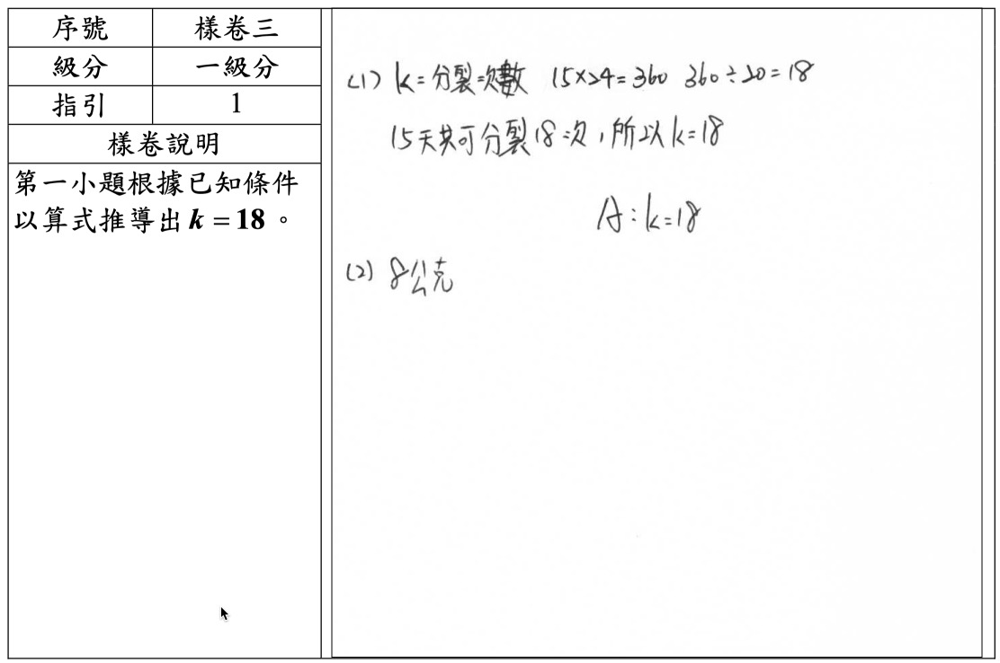 序號 樣卷三
級分 一級分
指引 1
樣卷說明
第一小題根據已知條件
以算式推導出 k = 18。
(1) k=分裂次數 15×24=360 360÷20=18
15天共可分裂18次,所以k=18
A:k=18
(2) 8公克